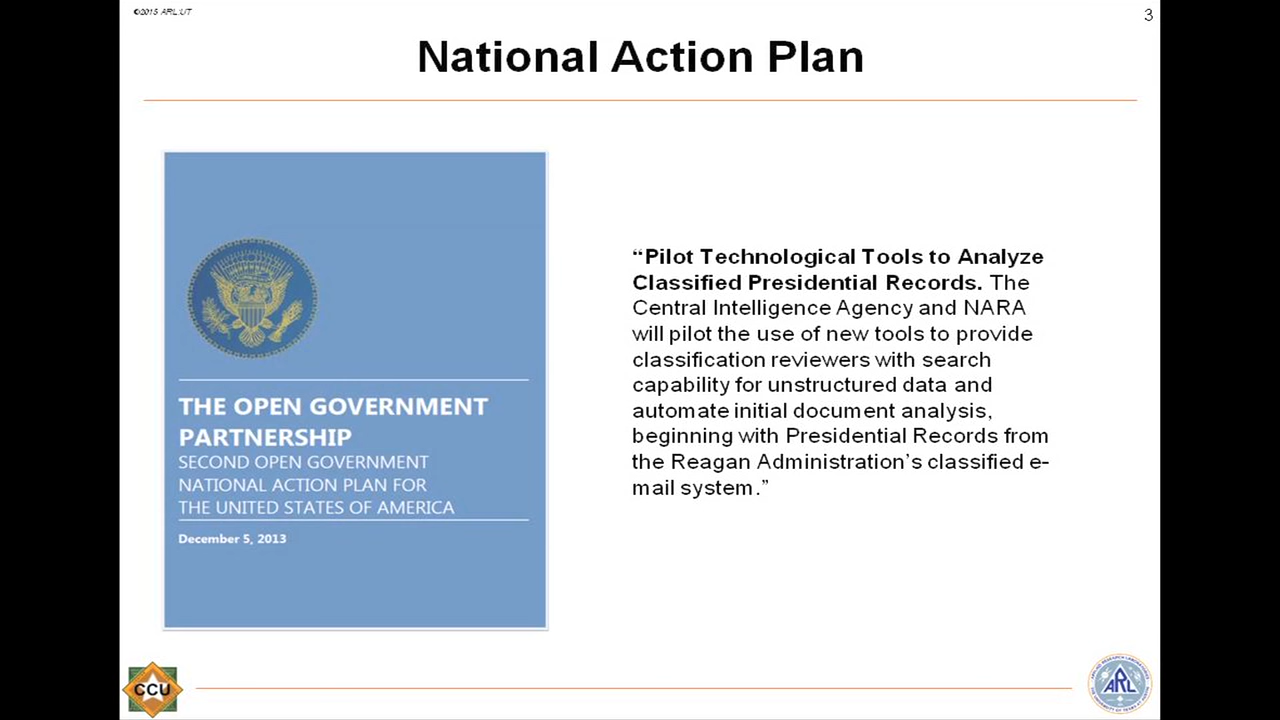 ©2015 ARL:UT
3
National Action Plan
THE OPEN GOVERNMENT
PARTNERSHIP
SECOND OPEN GOVERNMENT
NATIONAL ACTION PLAN FOR
THE UNITED STATES OF AMERICA
December 5, 2013
“Pilot Technological Tools to Analyze
Classified Presidential Records. The
Central Intelligence Agency and NARA
will pilot the use of new tools to provide
classification reviewers with search
capability for unstructured data and
automate initial document analysis,
beginning with Presidential Records from
the Reagan Administration’s classified e-
mail system.”
CCU
ARL